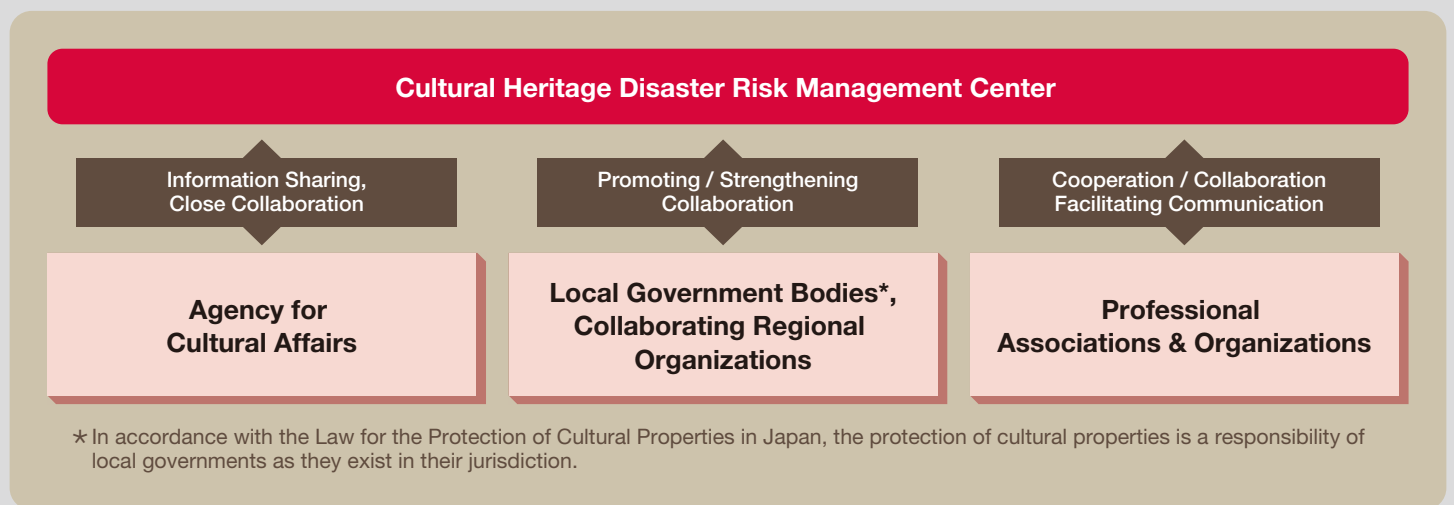 Cultural Heritage Disaster Risk Management Center
Information Sharing,
Close Collaboration
Promoting / Strengthening
Collaboration
Cooperation / Collaboration
Facilitating Communication
Agency for
Cultural Affairs
Local Government Bodies*,
Collaborating Regional
Organizations
Professional
Associations & Organizations
* In accordance with the Law for the Protection of Cultural Properties in Japan, the protection of cultural properties is a responsibility of
local governments as they exist in their jurisdiction.